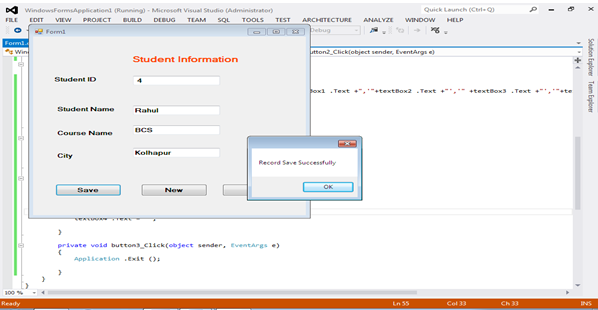 WindowsFormsApplication1 (Running) - Microsoft Visual Studio (Administrator)
Quick Launch (Ctrl+Q)
FILE EDIT VIEW PROJECT BUILD DEBUG TEAM SQL TOOLS TEST ARCHITECTURE ANALYZE WINDOW HELP
Form1
Debug
Form1.
Wind
button2_Click(object sender, EventArgs e)
Student Information
Student ID 4
Box1 .Text +","+textBox2 .Text +"','" +textBox3 .Text +"','"+te
Student Name Rahul
Course Name BCS
City Kolhapur
Record Save Successfully
OK
Save New
textBox4 .Text = "";
}
private void button3_Click(object sender, EventArgs e)
{
Application .Exit ();
}
}
}
100 %
Ready Ln 55 Col 33 Ch 33 INS
Solution Explorer Team Explorer